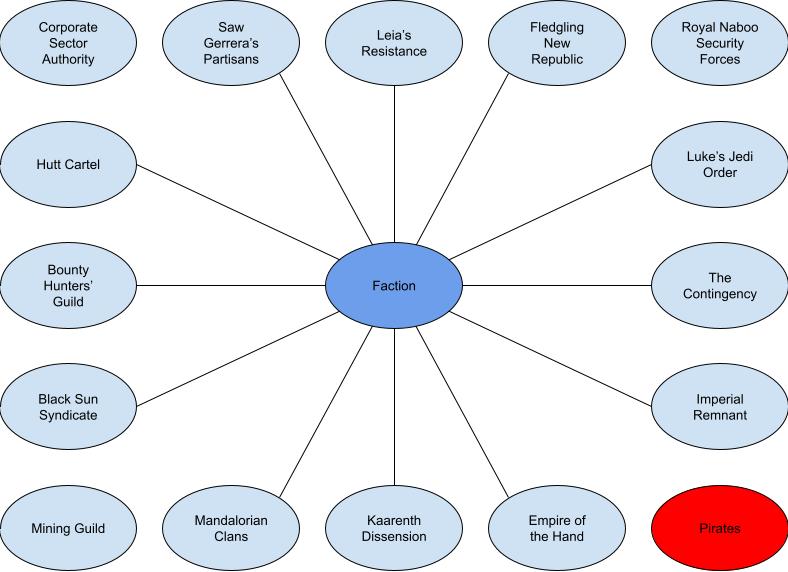 Corporate
Sector
Authority
Saw
Gerrera's
Partisans
Leia's
Resistance
Fledgling
New
Republic
Royal Naboo
Security
Forces
Hutt Cartel
Luke's Jedi
Order
Bounty
Hunters'
Guild
Faction
The
Contingency
Black Sun
Syndicate
Imperial
Remnant
Mining Guild
Mandalorian
Clans
Kaarenth
Dissension
Empire of
the Hand
Pirates